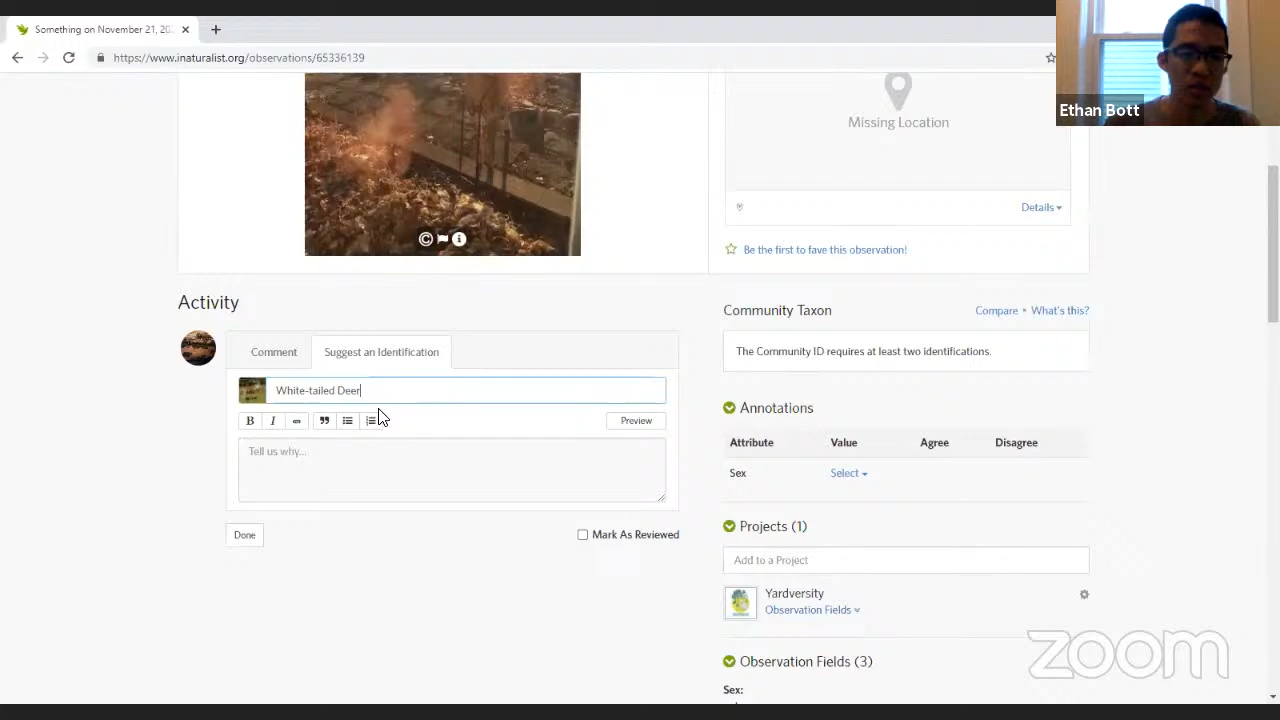 Something on November 21, 20
https://www.inaturalist.org/observations/65336139
Ethan Bott
Missing Location
Details
Be the first to fave this observation!
Activity
Comment
Suggest an Identification
White-tailed Deer
B I
Preview
Tell us why...
Done
Mark As Reviewed
Community Taxon
Compare • What's this?
The Community ID requires at least two identifications.
Annotations
Attribute Value Agree Disagree
Sex Select
Projects (1)
Add to a Project
Yardversity
Observation Fields
Observation Fields (3)
Sex:
zoom